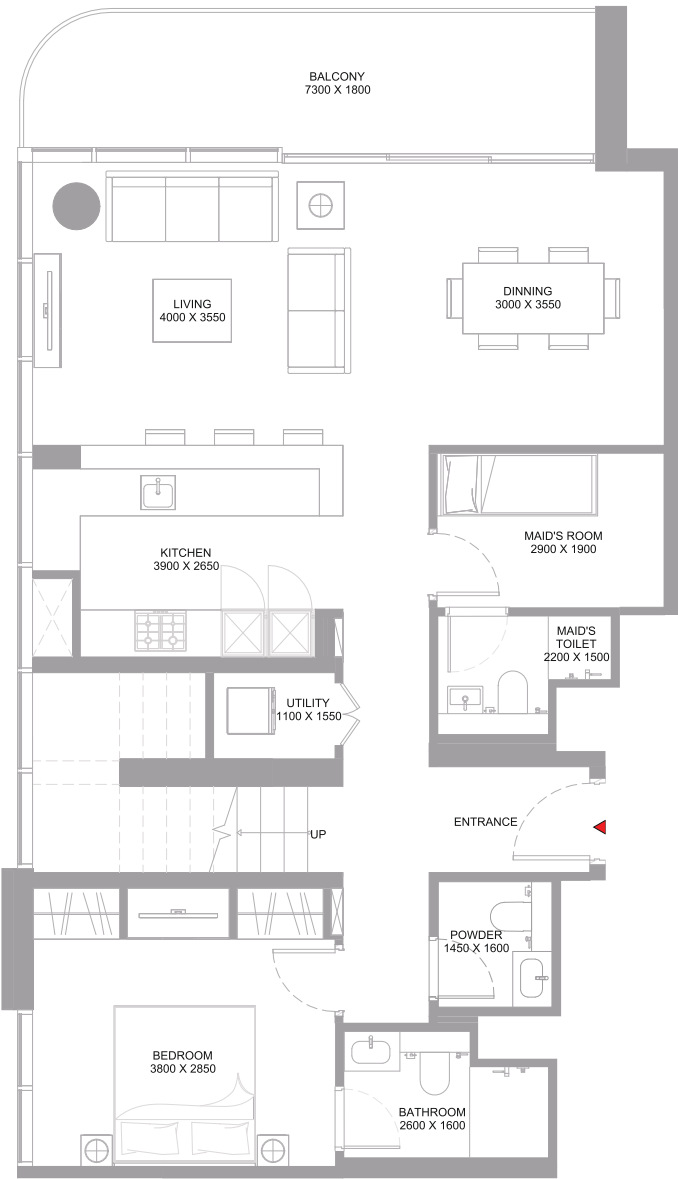 BALCONY
7300 X 1800
LIVING
4000 X 3550
DINNING
3000 X 3550
KITCHEN
3900 X 2650
MAID'S ROOM
2900 X 1900
MAID'S
TOILET
2200 X 1500
UTILITY
1100 X 1550
UP
ENTRANCE
POWDER
1450 X 1600
BEDROOM
3800 X 2850
BATHROOM
2600 X 1600